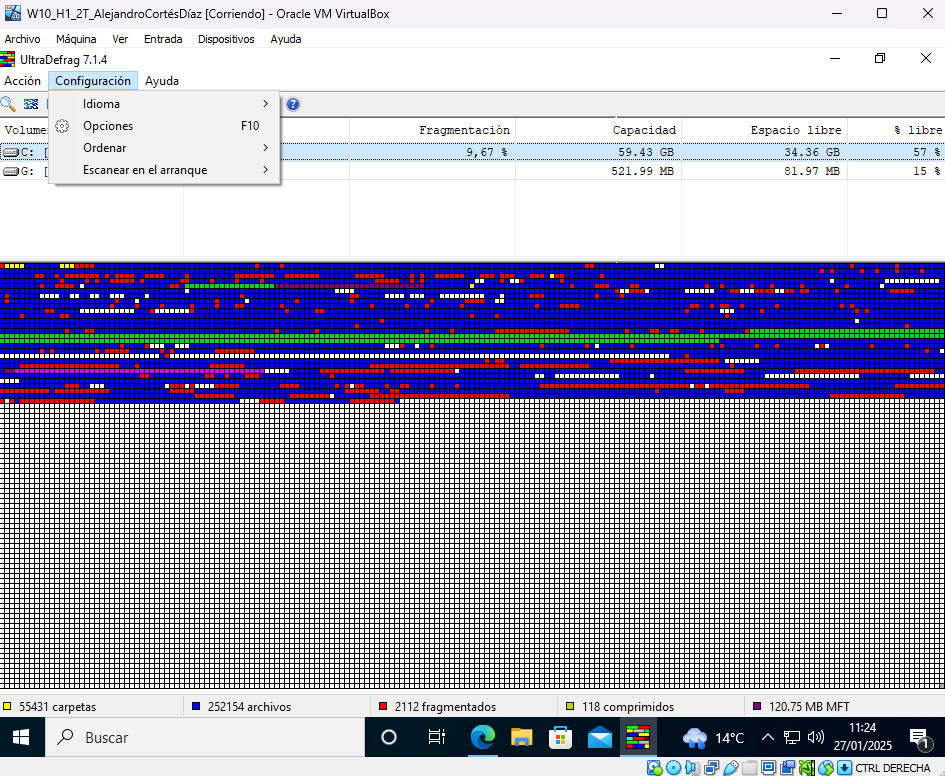 W10_H1_2T_AlejandroCortésDíaz [Corriendo] - Oracle VM VirtualBox
Archivo Máquina Ver Entrada Dispositivos Ayuda
UltraDefrag 7.1.4
Acción Configuración Ayuda
Idioma
Opciones F10
Ordenar
Escanear en el arranque
Volume Fragmentación Capacidad Espacio libre % libre
C: [ 9,67 % 59.43 GB 34.36 GB 57 %
G: [ 521.99 MB 81.97 MB 15 %
55431 carpetas 252154 archivos 2112 fragmentados 118 comprimidos 120.75 MB MFT
Buscar 14°C 11:24
27/01/2025 1
CTRL DERECHA